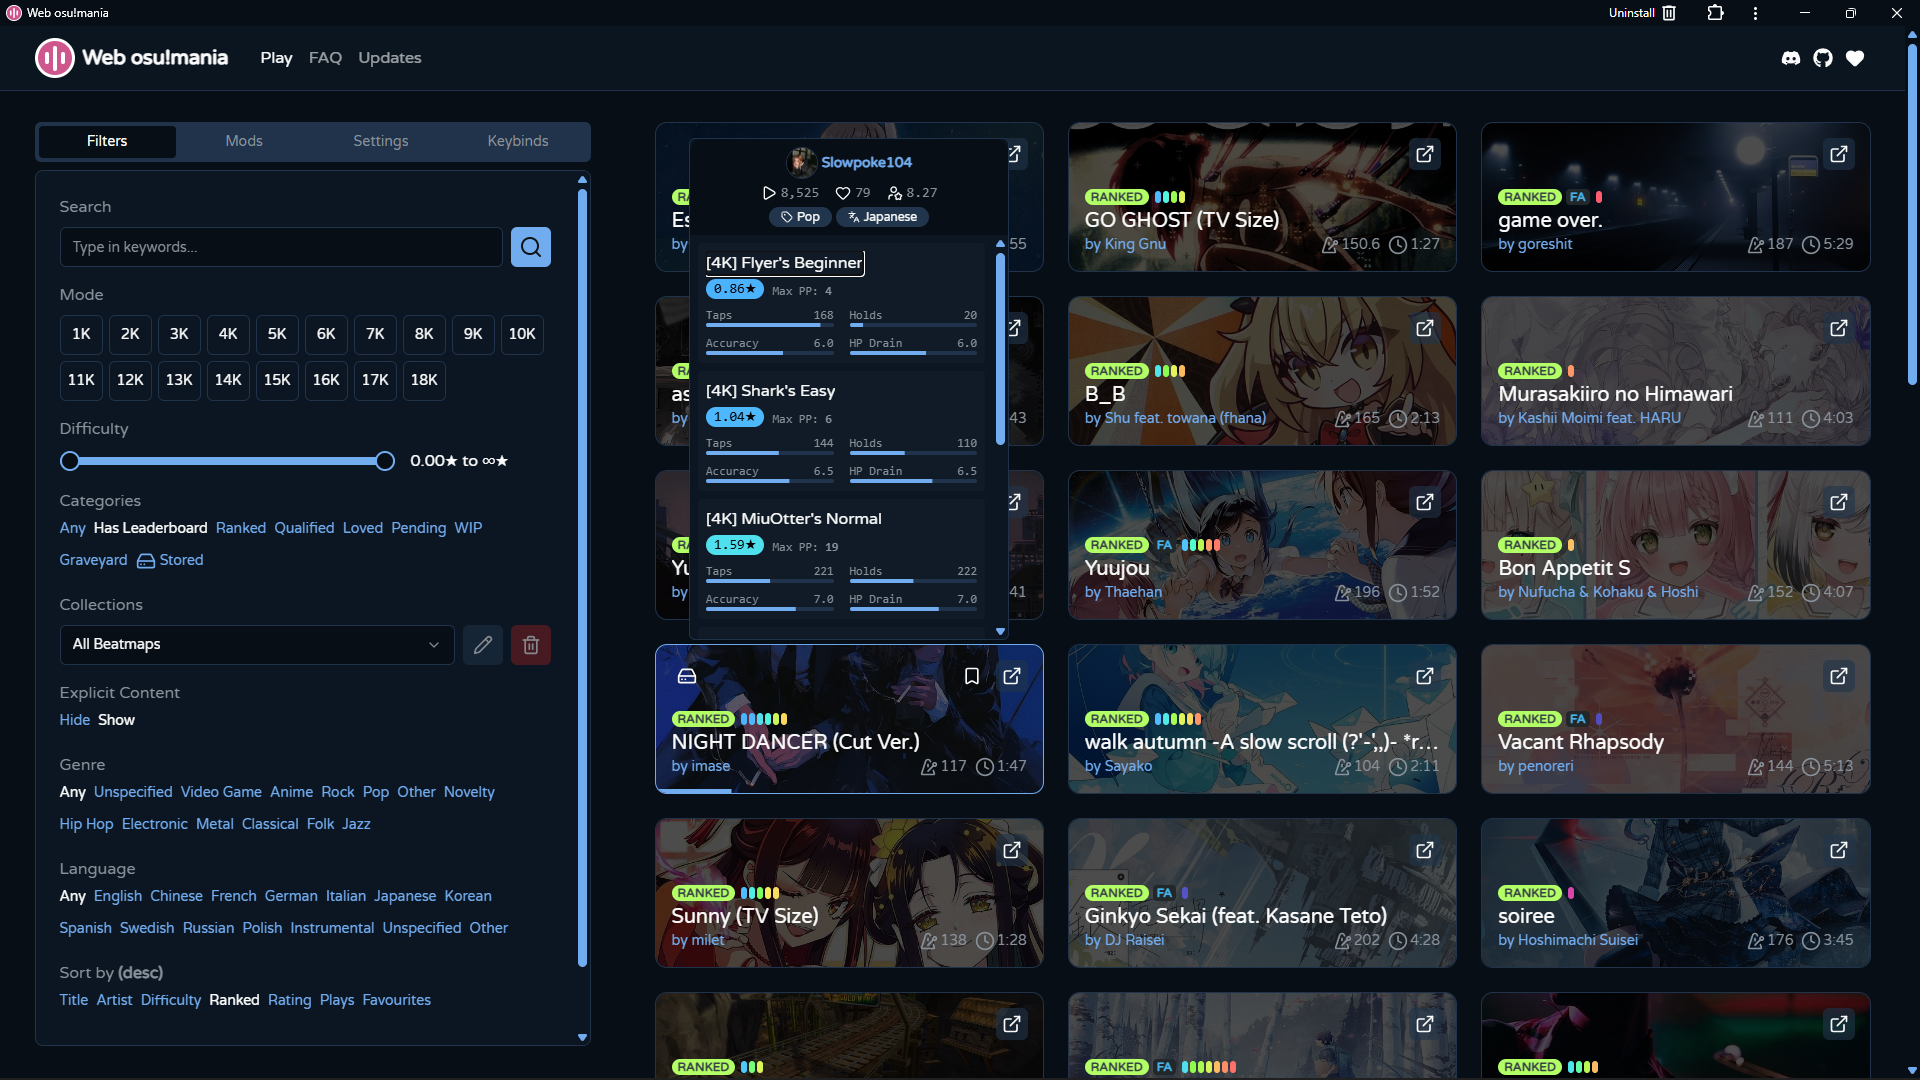 Web osu!mania
Uninstall
Web osu!mania
Play FAQ Updates
Filters Mods Settings Keybinds
Search
Type in keywords...
Mode
1K 2K 3K 4K 5K 6K 7K 8K 9K 10K
11K 12K 13K 14K 15K 16K 17K 18K
Difficulty
0.00★ to ∞★
Categories
Any Has Leaderboard Ranked Qualified Loved Pending WIP
Graveyard Stored
Collections
All Beatmaps
Explicit Content
Hide Show
Genre
Any Unspecified Video Game Anime Rock Pop Other Novelty
Hip Hop Electronic Metal Classical Folk Jazz
Language
Any English Chinese French German Italian Japanese Korean
Spanish Swedish Russian Polish Instrumental Unspecified Other
Sort by (desc)
Title Artist Difficulty Ranked Rating Plays Favourites
Slowpoke104
8,525 79 8.27
Pop Japanese
[4K] Flyer's Beginner
0.86★ Max PP: 4
Taps 168 Holds 20
Accuracy 6.0 HP Drain 6.0
[4K] Shark's Easy
1.04★ Max PP: 6
Taps 144 Holds 110
Accuracy 6.5 HP Drain 6.5
[4K] MiuOtter's Normal
1.59★ Max PP: 19
Taps 221 Holds 222
Accuracy 7.0 HP Drain 7.0
by 55
RANKED
GO GHOST (TV Size)
by King Gnu 150.6 1:27
RANKED FA
game over.
by goreshit 187 5:29
by 43
RANKED
B_B
by Shu feat. towana (fhana) 165 2:13
RANKED
Murasakiiro no Himawari
by Kashii Moimi feat. HARU 111 4:03
by 41
RANKED FA
Yuujou
by Thaehan 196 1:52
RANKED
Bon Appetit S
by Nufucha & Kohaku & Hoshi 152 4:07
RANKED
NIGHT DANCER (Cut Ver.)
by imase 117 1:47
RANKED
walk autumn -A slow scroll (?'-',,)- *r...
by Sayako 104 2:11
RANKED FA
Vacant Rhapsody
by penoreri 144 5:13
RANKED
Sunny (TV Size)
by milet 138 1:28
RANKED FA
Ginkyo Sekai (feat. Kasane Teto)
by DJ Raisei 202 4:28
RANKED
soiree
by Hoshimachi Suisei 176 3:45
RANKED
RANKED FA
RANKED